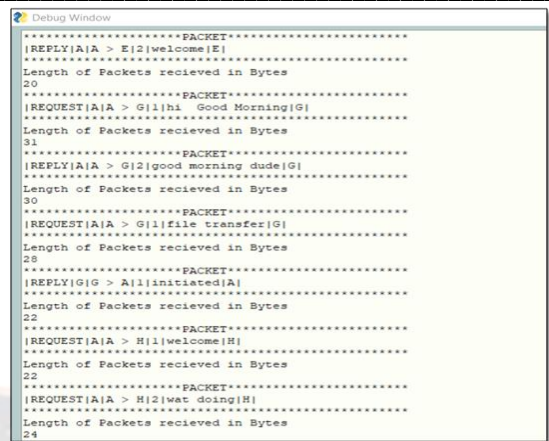 Debug Window
**********************PACKET*************************
|REPLY|A|A > E|2|welcome|E|
*****************************************************
Length of Packets recieved in Bytes
20
**********************PACKET*************************
|REQUEST|A|A > G|1|hi  Good Morning|G|
*****************************************************
Length of Packets recieved in Bytes
31
**********************PACKET*************************
|REPLY|A|A > G|2|good morning dude|G|
*****************************************************
Length of Packets recieved in Bytes
30
**********************PACKET*************************
|REQUEST|A|A > G|1|file transfer|G|
*****************************************************
Length of Packets recieved in Bytes
28
**********************PACKET*************************
|REPLY|G|G > A|1|initiated|A|
*****************************************************
Length of Packets recieved in Bytes
22
**********************PACKET*************************
|REQUEST|A|A > H|1|welcome|H|
*****************************************************
Length of Packets recieved in Bytes
22
**********************PACKET*************************
|REQUEST|A|A > H|2|wat doing|H|
*****************************************************
Length of Packets recieved in Bytes
24